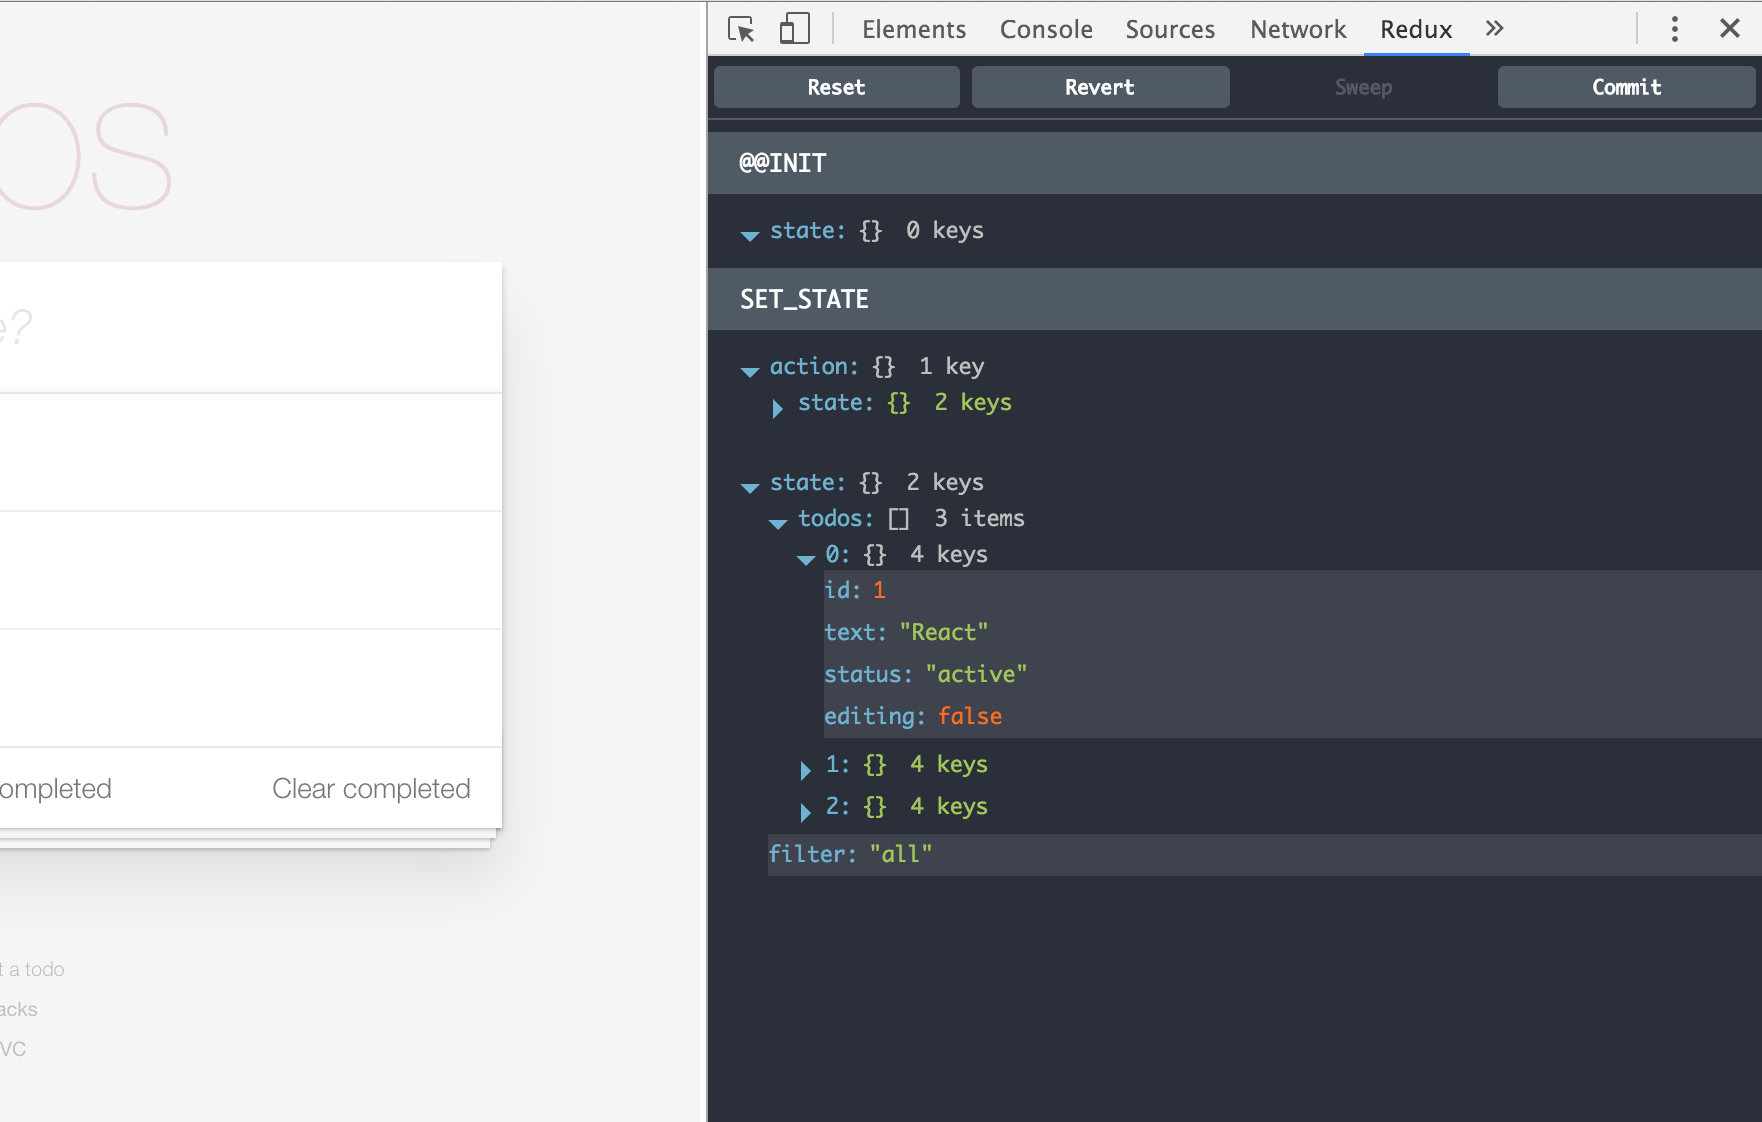 os
e?
ompleted Clear completed
t a todo
acks
VC
Elements Console Sources Network Redux »
Reset Revert Sweep Commit
@@INIT
state: {} 0 keys
SET_STATE
action: {} 1 key
state: {} 2 keys
state: {} 2 keys
todos: [] 3 items
0: {} 4 keys
id: 1
text: "React"
status: "active"
editing: false
1: {} 4 keys
2: {} 4 keys
filter: "all"